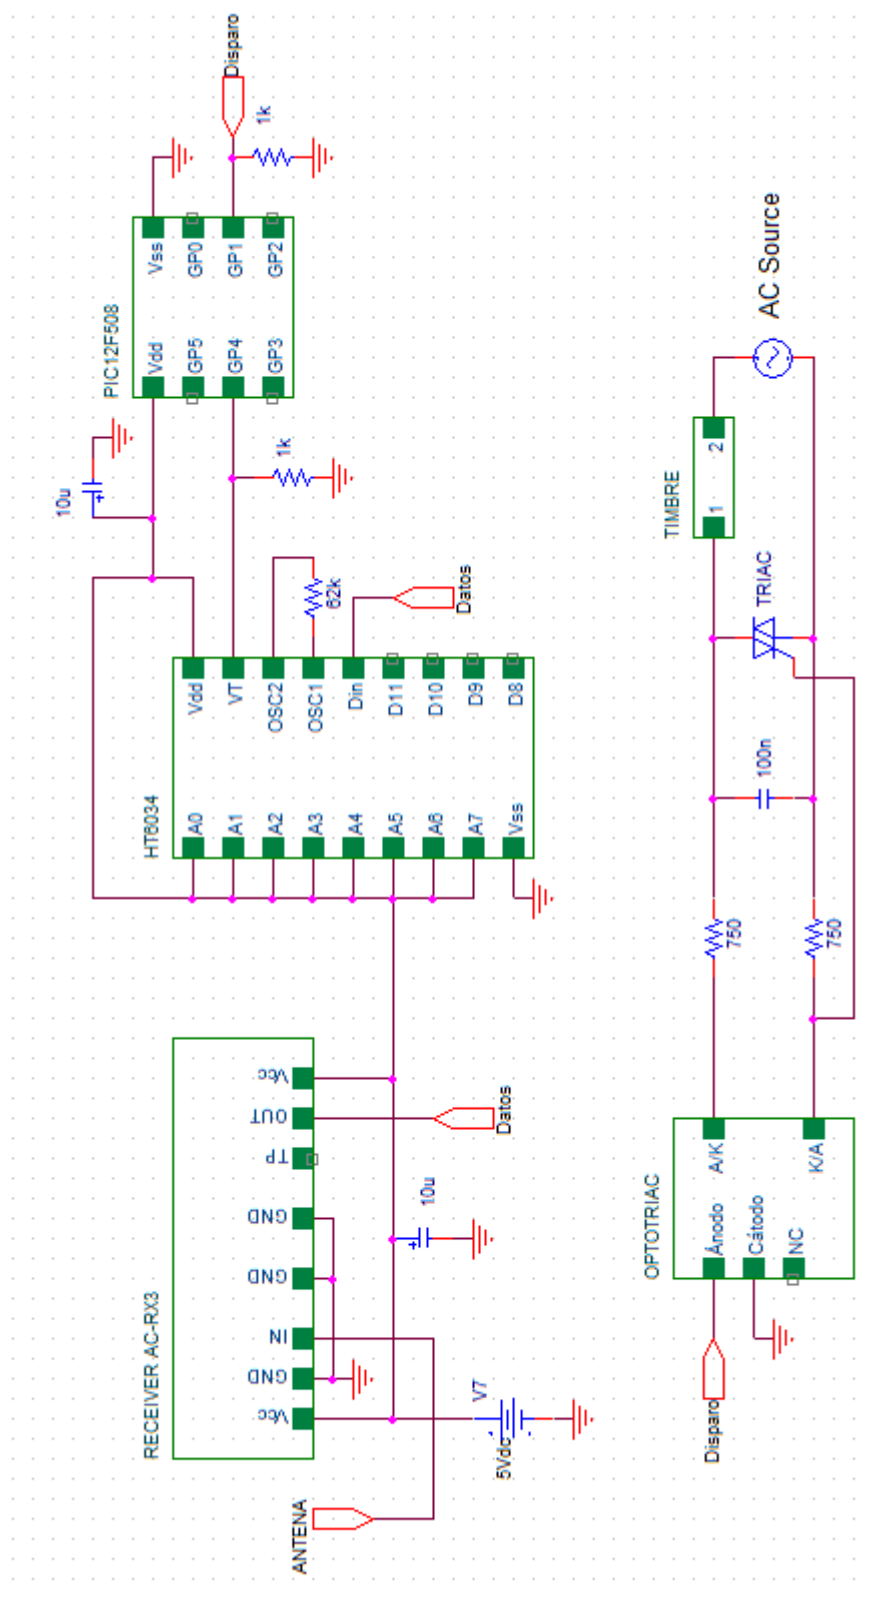 RECEIVER AC-RX3
Vcc
GND
IN
GND
GND
TP
OUT
Vcc
ANTENA
5Vdc
V7
10u
Datos
HT6034
A0
A1
A2
A3
A4
A5
A6
A7
Vss
Vdd
VT
OSC2
OSC1
Din
D11
D10
D9
D8
62k
Datos
10u
1k
PIC12F508
Vdd
GP5
GP4
GP3
Vss
GP0
GP1
GP2
1k
Disparo
OPTOTRIAC
Disparo
Ánodo
Cátodo
NC
A/K
K/A
750
750
100n
TRIAC
TIMBRE
1
2
AC Source